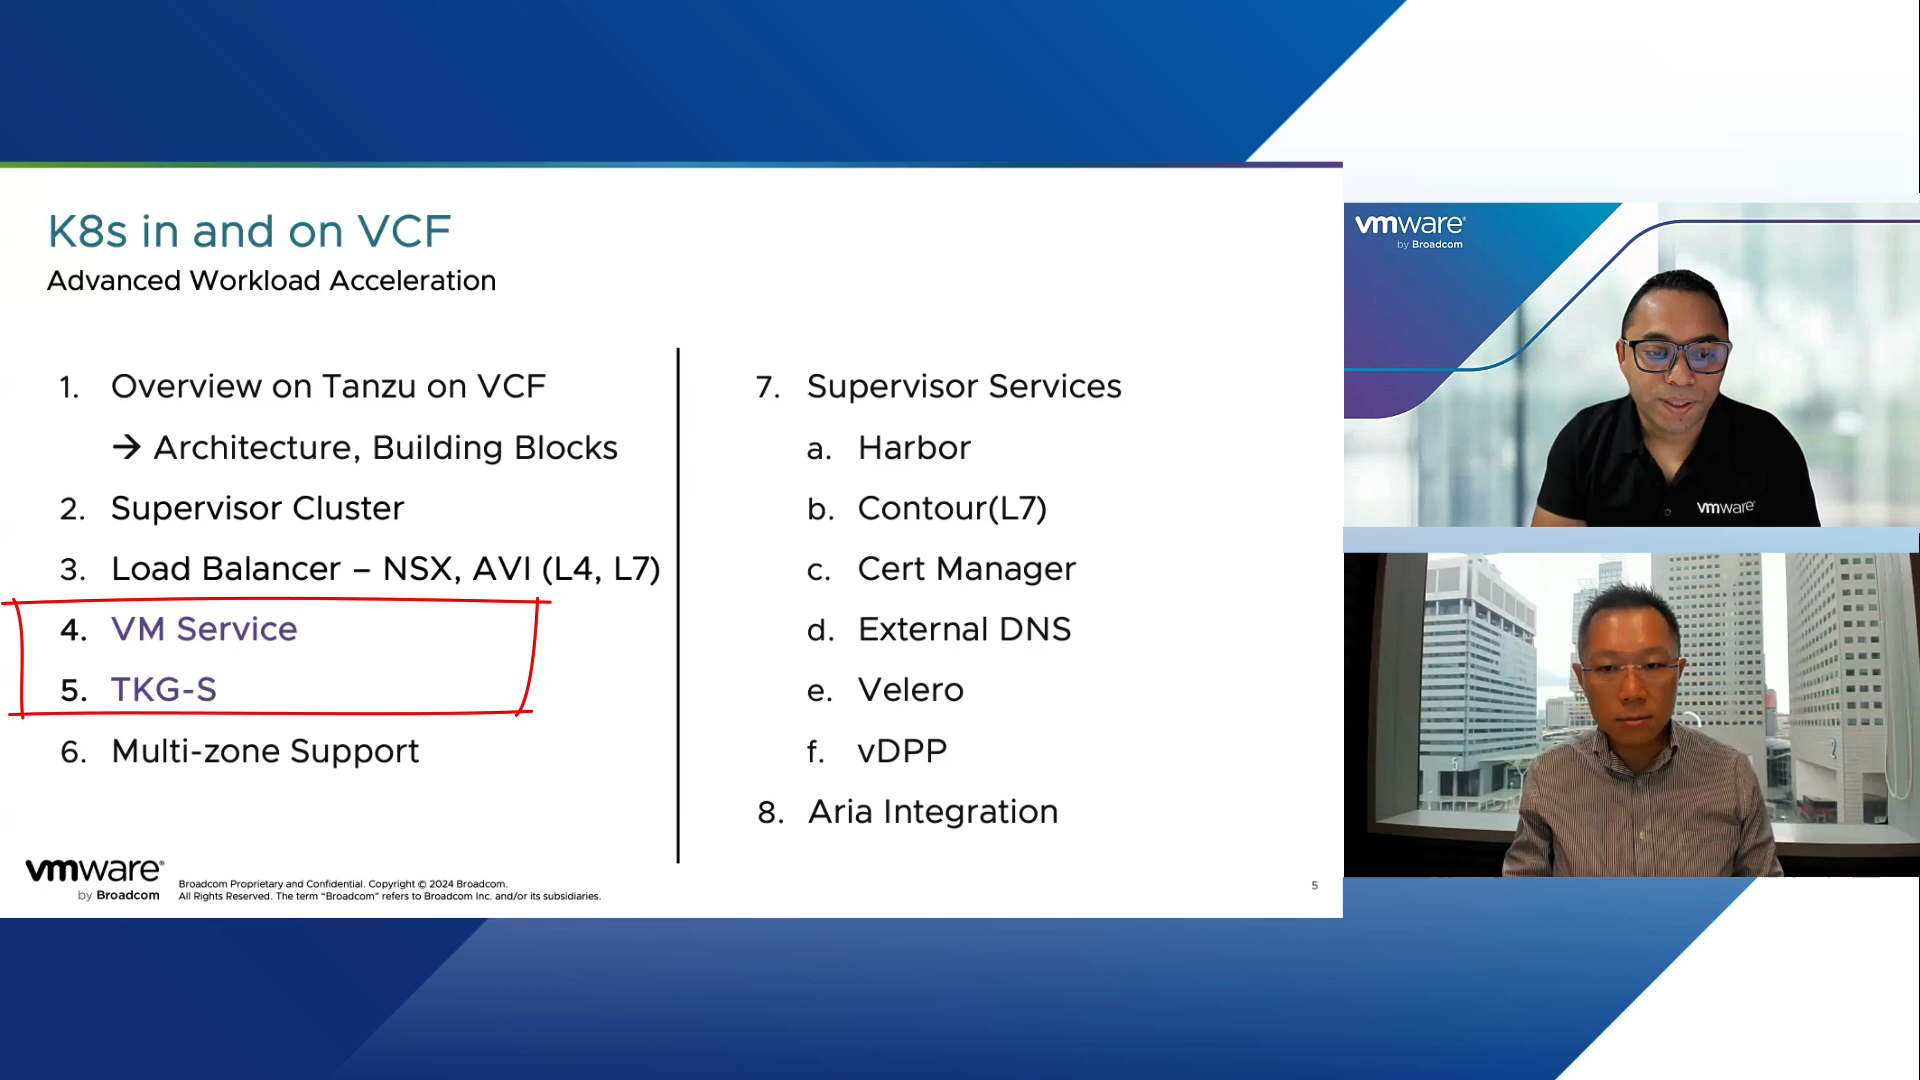 K8s in and on VCF
Advanced Workload Acceleration
1. Overview on Tanzu on VCF
→ Architecture, Building Blocks
2. Supervisor Cluster
3. Load Balancer – NSX, AVI (L4, L7)
4. VM Service
5. TKG-S
6. Multi-zone Support
7. Supervisor Services
a. Harbor
b. Contour(L7)
c. Cert Manager
d. External DNS
e. Velero
f. vDPP
8. Aria Integration
vmware®
by Broadcom
Broadcom Proprietary and Confidential. Copyright © 2024 Broadcom.
All Rights Reserved. The term “Broadcom” refers to Broadcom Inc. and/or its subsidiaries.
5
vmware®
by Broadcom
vmware®